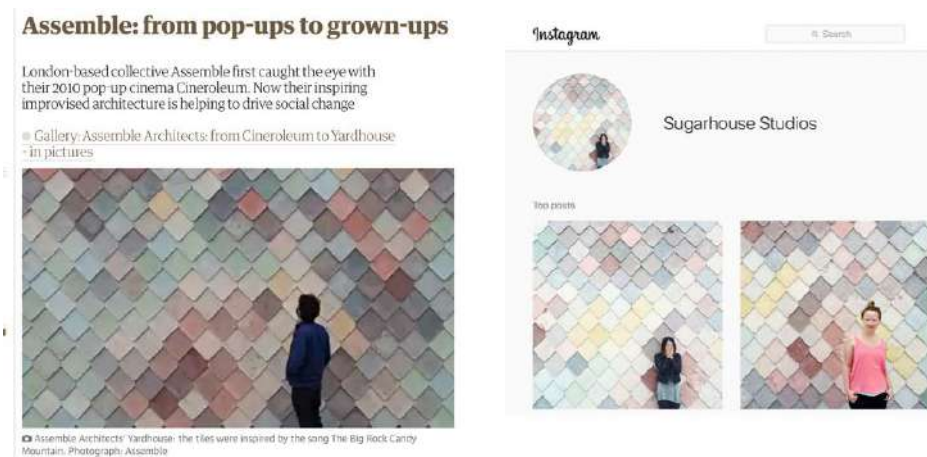 Assemble: from pop-ups to grown-ups
London-based collective Assemble first caught the eye with
their 2010 pop-up cinema Cineroleum. Now their inspiring
improvised architecture is helping to drive social change
Gallery: Assemble Architects: from Cineroleum to Yardhouse
- in pictures
Assemble Architects' Yardhouse: the tiles were inspired by the song The Big Rock Candy
Mountain. Photograph: Assemble
Instagram
Search
Sugarhouse Studios
Top posts